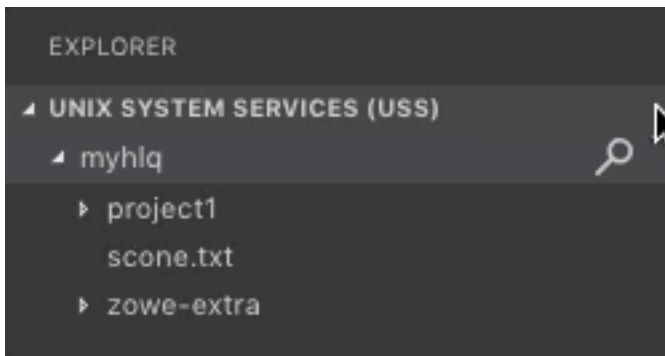 EXPLORER
UNIX SYSTEM SERVICES (USS)
myhlq
project1
scone.txt
zowe-extra